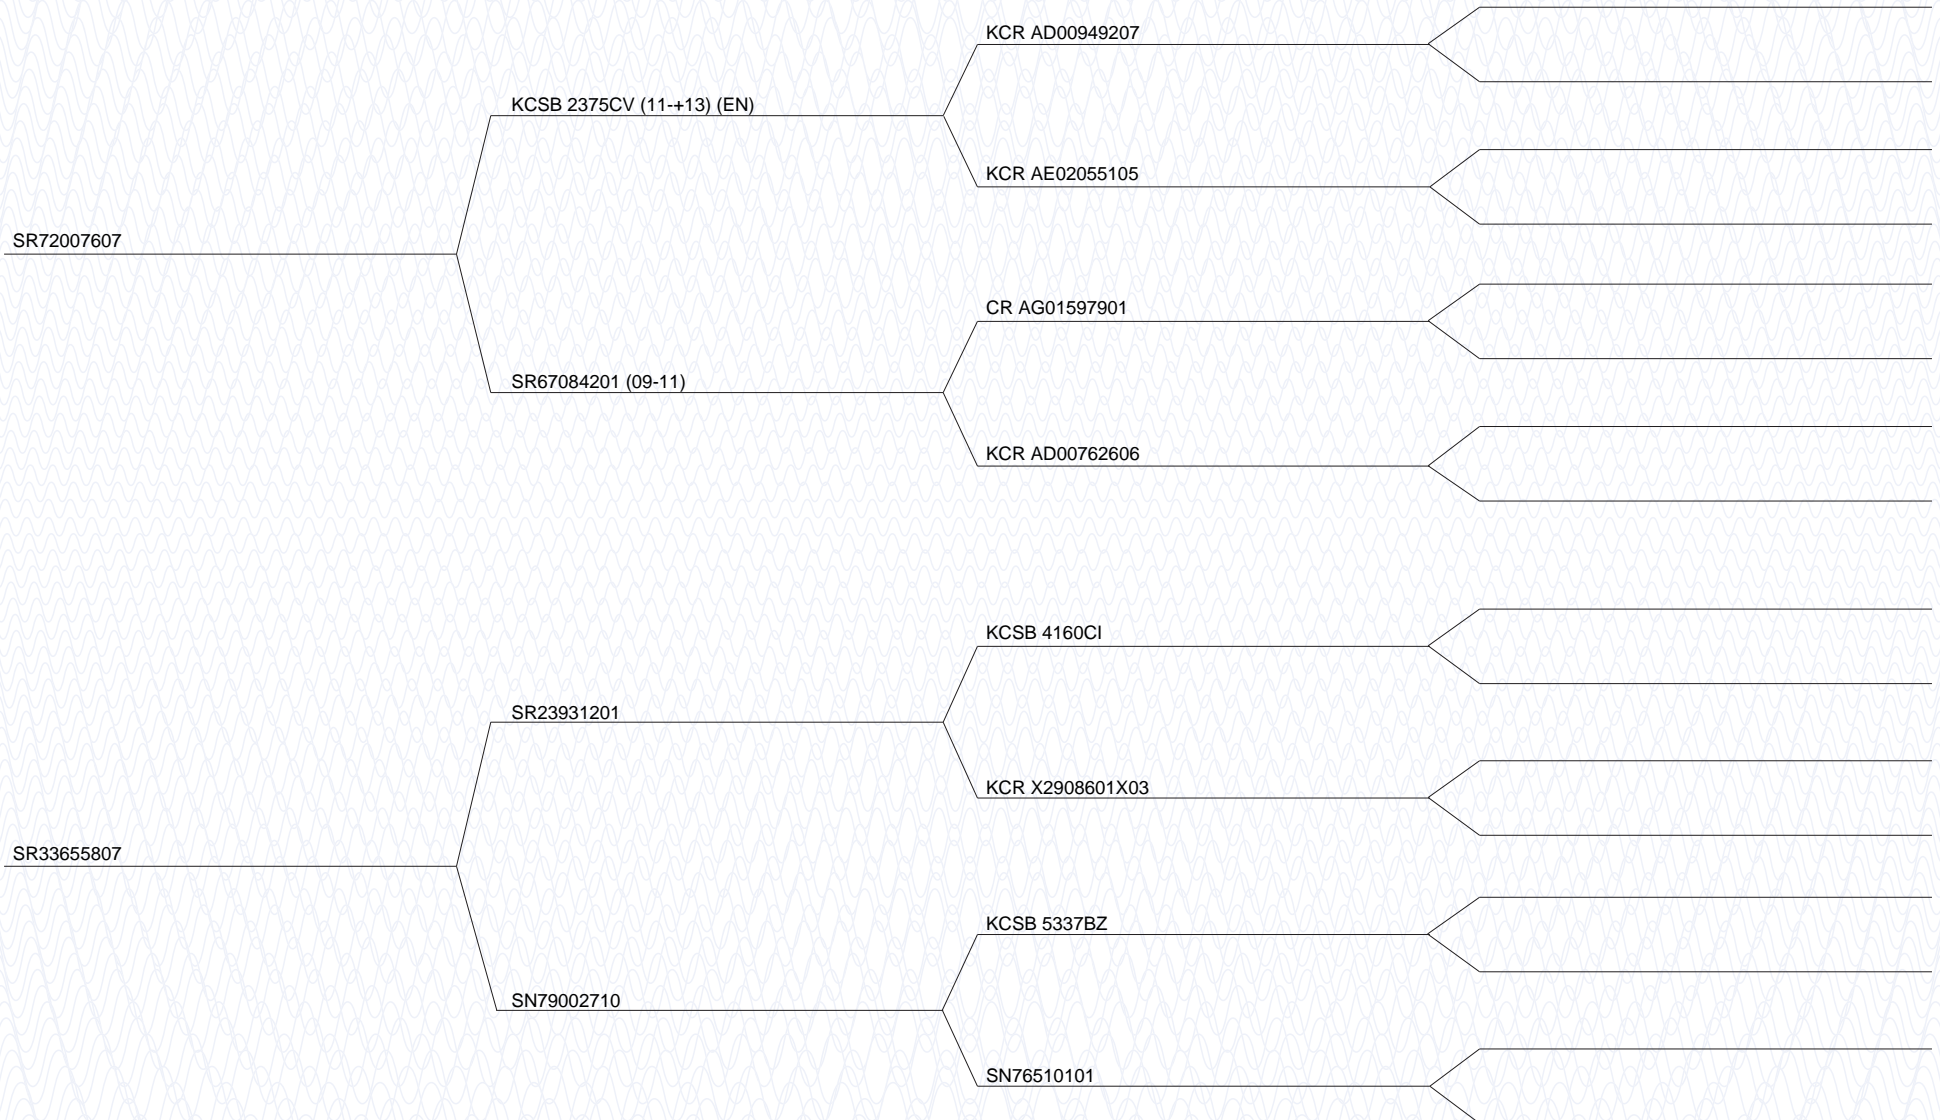 KCR AD00949207
KCSB 2375CV (11-+13) (EN)
KCR AE02055105
SR72007607
CR AG01597901
SR67084201 (09-11)
KCR AD00762606
KCSB 4160CI
SR23931201
KCR X2908601X03
SR33655807
KCSB 5337BZ
SN79002710
SN76510101